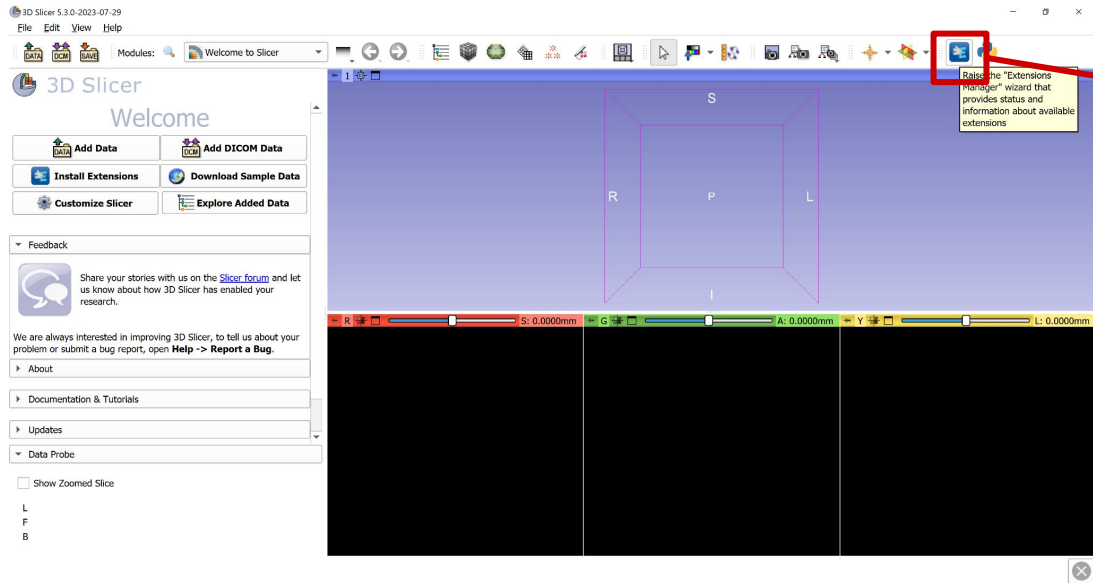 3D Slicer 5.3.0-2023-07-29
File Edit View Help
DATA DCM SAVE Modules: Welcome to Slicer
3D Slicer
Welcome
DATA Add Data
DCM Add DICOM Data
Install Extensions
Download Sample Data
Customize Slicer
Explore Added Data
Feedback
Share your stories with us on the Slicer forum and let
us know about how 3D Slicer has enabled your
research.
We are always interested in improving 3D Slicer, to tell us about your
problem or submit a bug report, open Help -> Report a Bug.
About
Documentation & Tutorials
Updates
Data Probe
Show Zoomed Slice
L
F
B
1
S
R
P
L
I
Raise the "Extensions
Manager" wizard that
provides status and
information about available
extensions
R S: 0.0000mm
G A: 0.0000mm
Y L: 0.0000mm